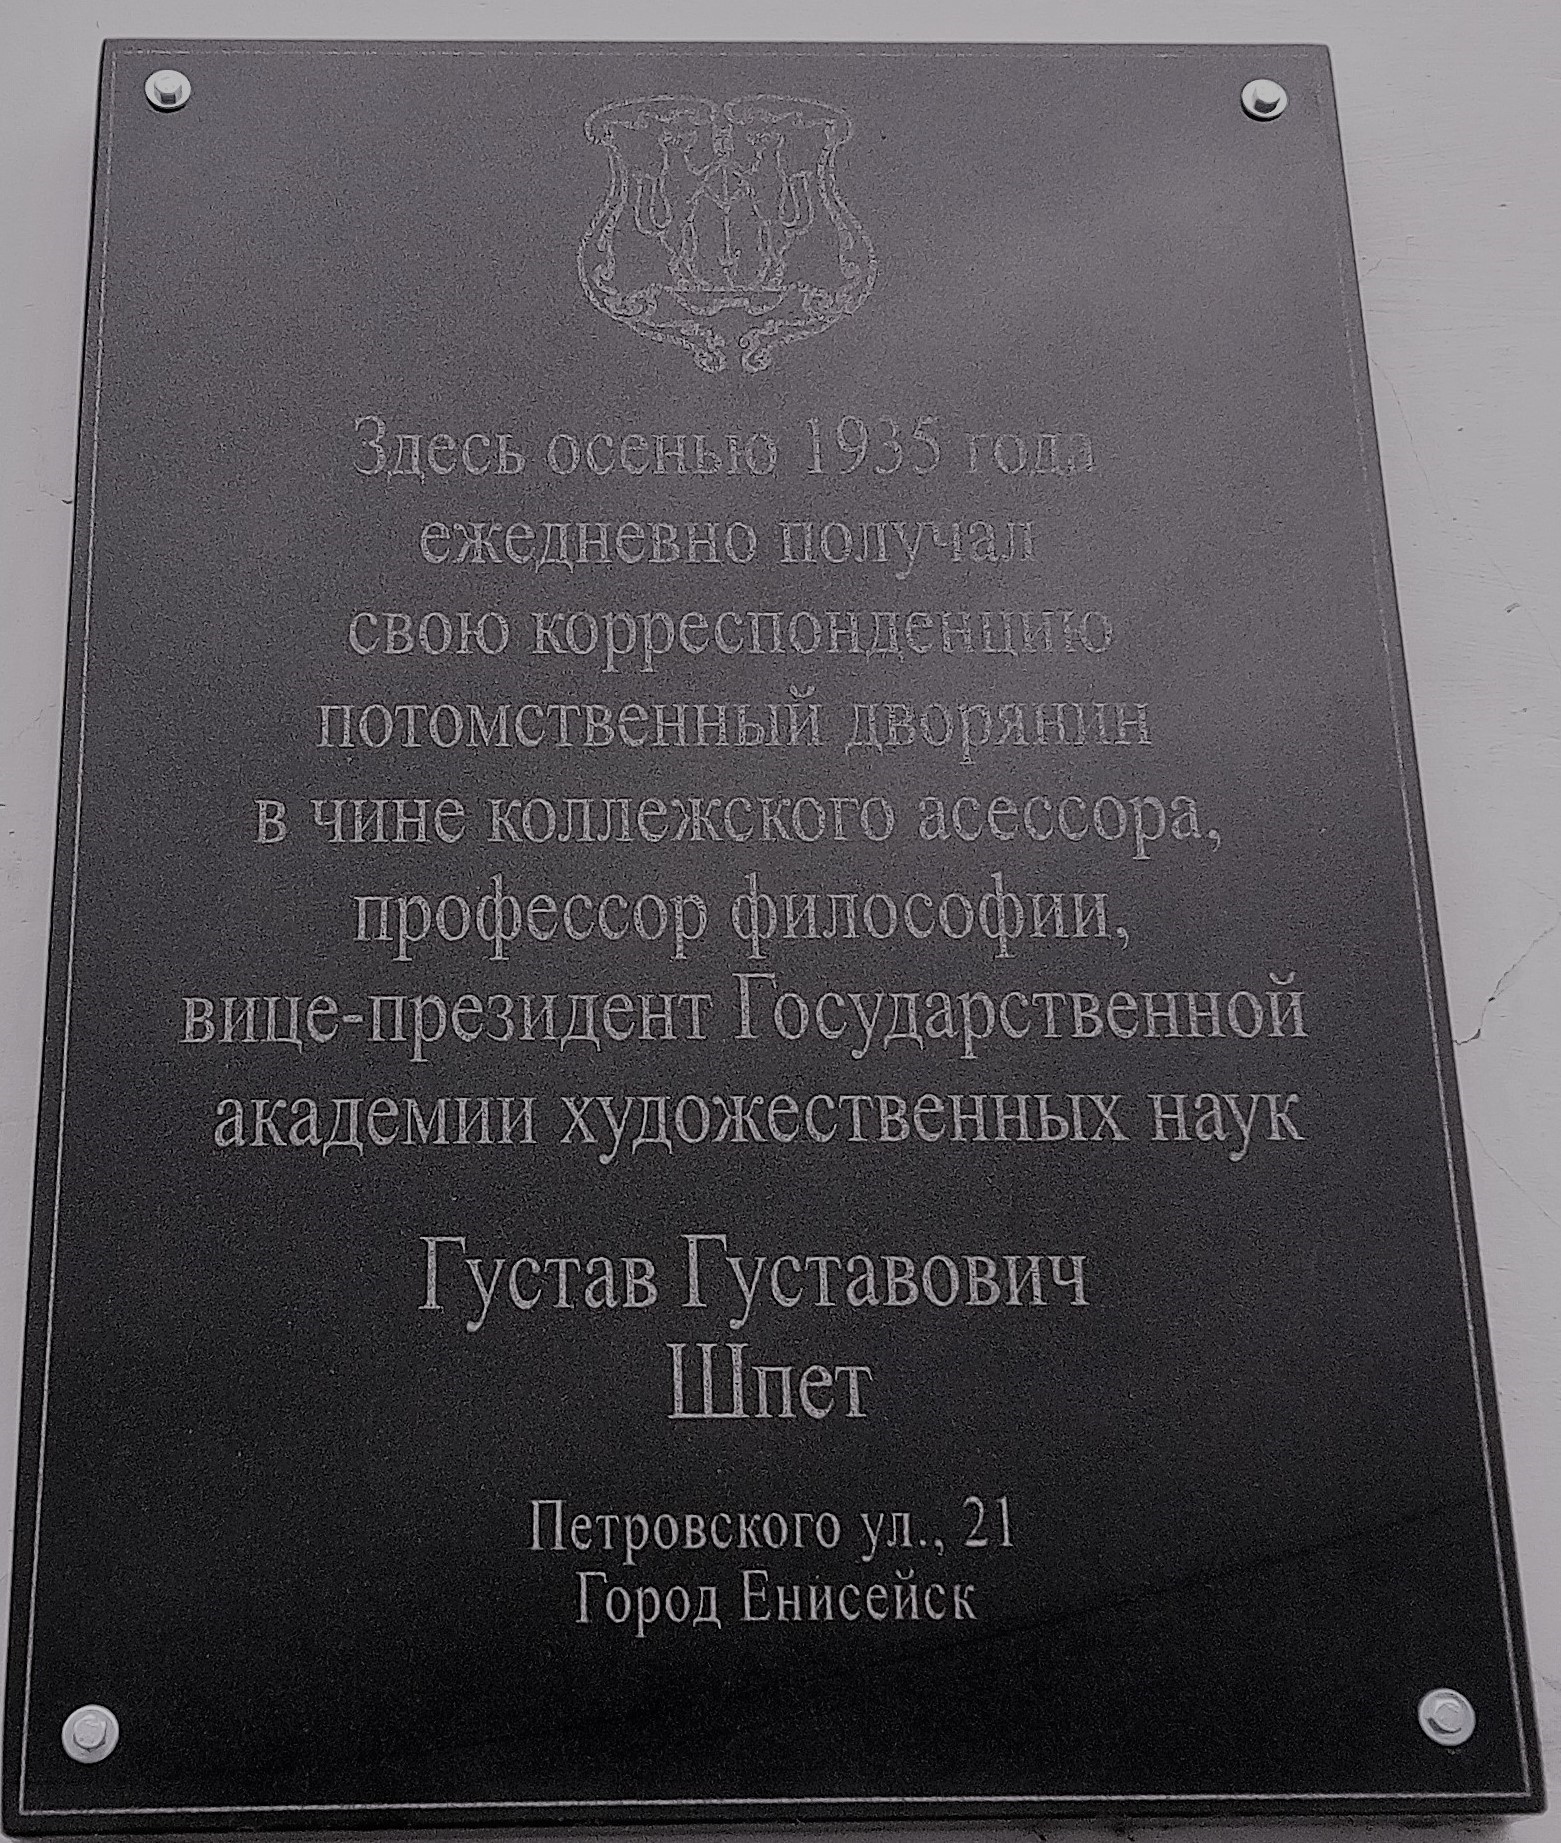 Здесь осенью 1935 года
ежедневно получал
свою корреспонденцию
потомственный дворянин
в чине коллежского асессора,
профессор философии,
вице-президент Государственной
академии художественных наук
Густав Густавович
Шпет
Петровского ул., 21
Город Енисейск